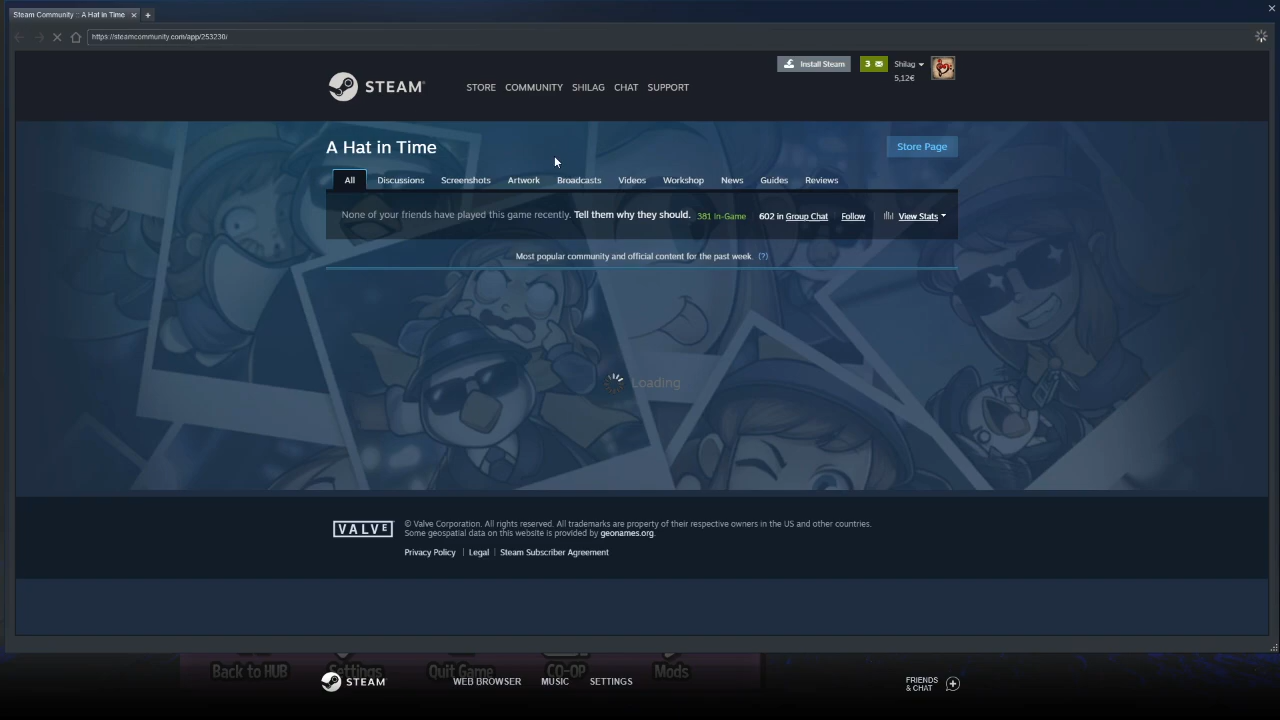 Steam Community :: A Hat in Time
https://steamcommunity.com/app/253230/
Install Steam
3
Shilag
5,12€
STEAM®
STORE COMMUNITY SHILAG CHAT SUPPORT
A Hat in Time
Store Page
All Discussions Screenshots Artwork Broadcasts Videos Workshop News Guides Reviews
None of your friends have played this game recently. Tell them why they should. 381 In-Game 602 in Group Chat Follow View Stats
Most popular community and official content for the past week. (?)
Loading
VALVE
© Valve Corporation. All rights reserved. All trademarks are property of their respective owners in the US and other countries.
Some geospatial data on this website is provided by geonames.org.
Privacy Policy | Legal | Steam Subscriber Agreement
Back to HUB Settings Quit Game CO-OP Mods
STEAM WEB BROWSER MUSIC SETTINGS
FRIENDS
& CHAT